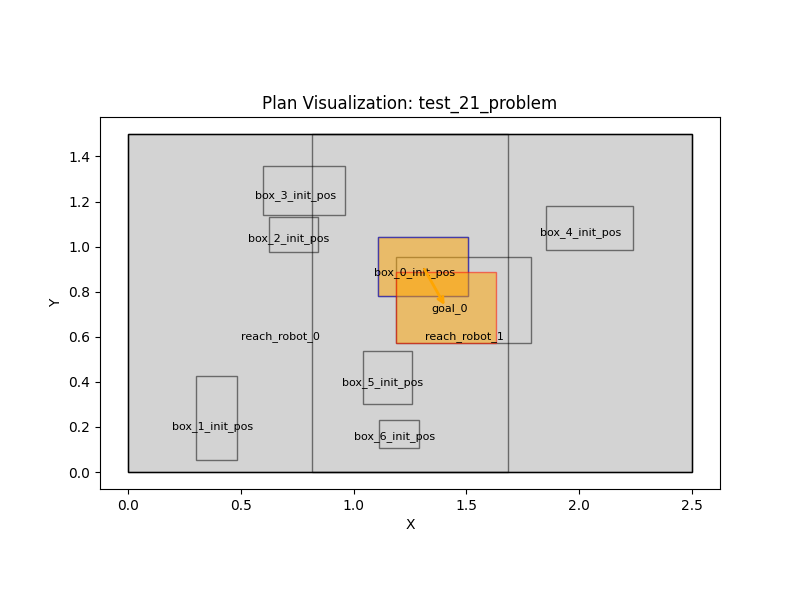 Plan Visualization: test_21_problem
Y
1.4
1.2
1.0
0.8
0.6
0.4
0.2
0.0
box_3_init_pos
box_2_init_pos
box_4_init_pos
box_0_init_pos
goal_0
reach_robot_0
reach_robot_1
box_5_init_pos
box_1_init_pos
box_6_init_pos
0.0 0.5 1.0 1.5 2.0 2.5
X